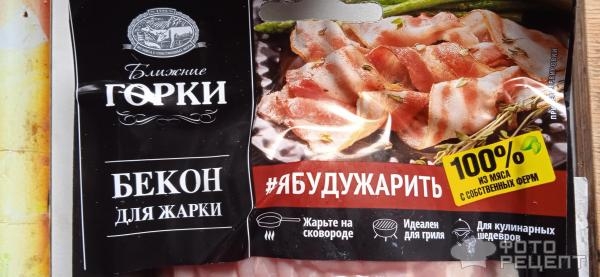 Ближние
ГОРКИ
БЕКОН
ДЛЯ ЖАРКИ
#ЯБУДУЖАРИТЬ
100%
ИЗ МЯСА
С СОБСТВЕННЫХ ФЕРМ
Жарьте на
сковороде
Идеален
для гриля
Для кулинарных
шедевров
ФОТО
РЕЦЕПТ